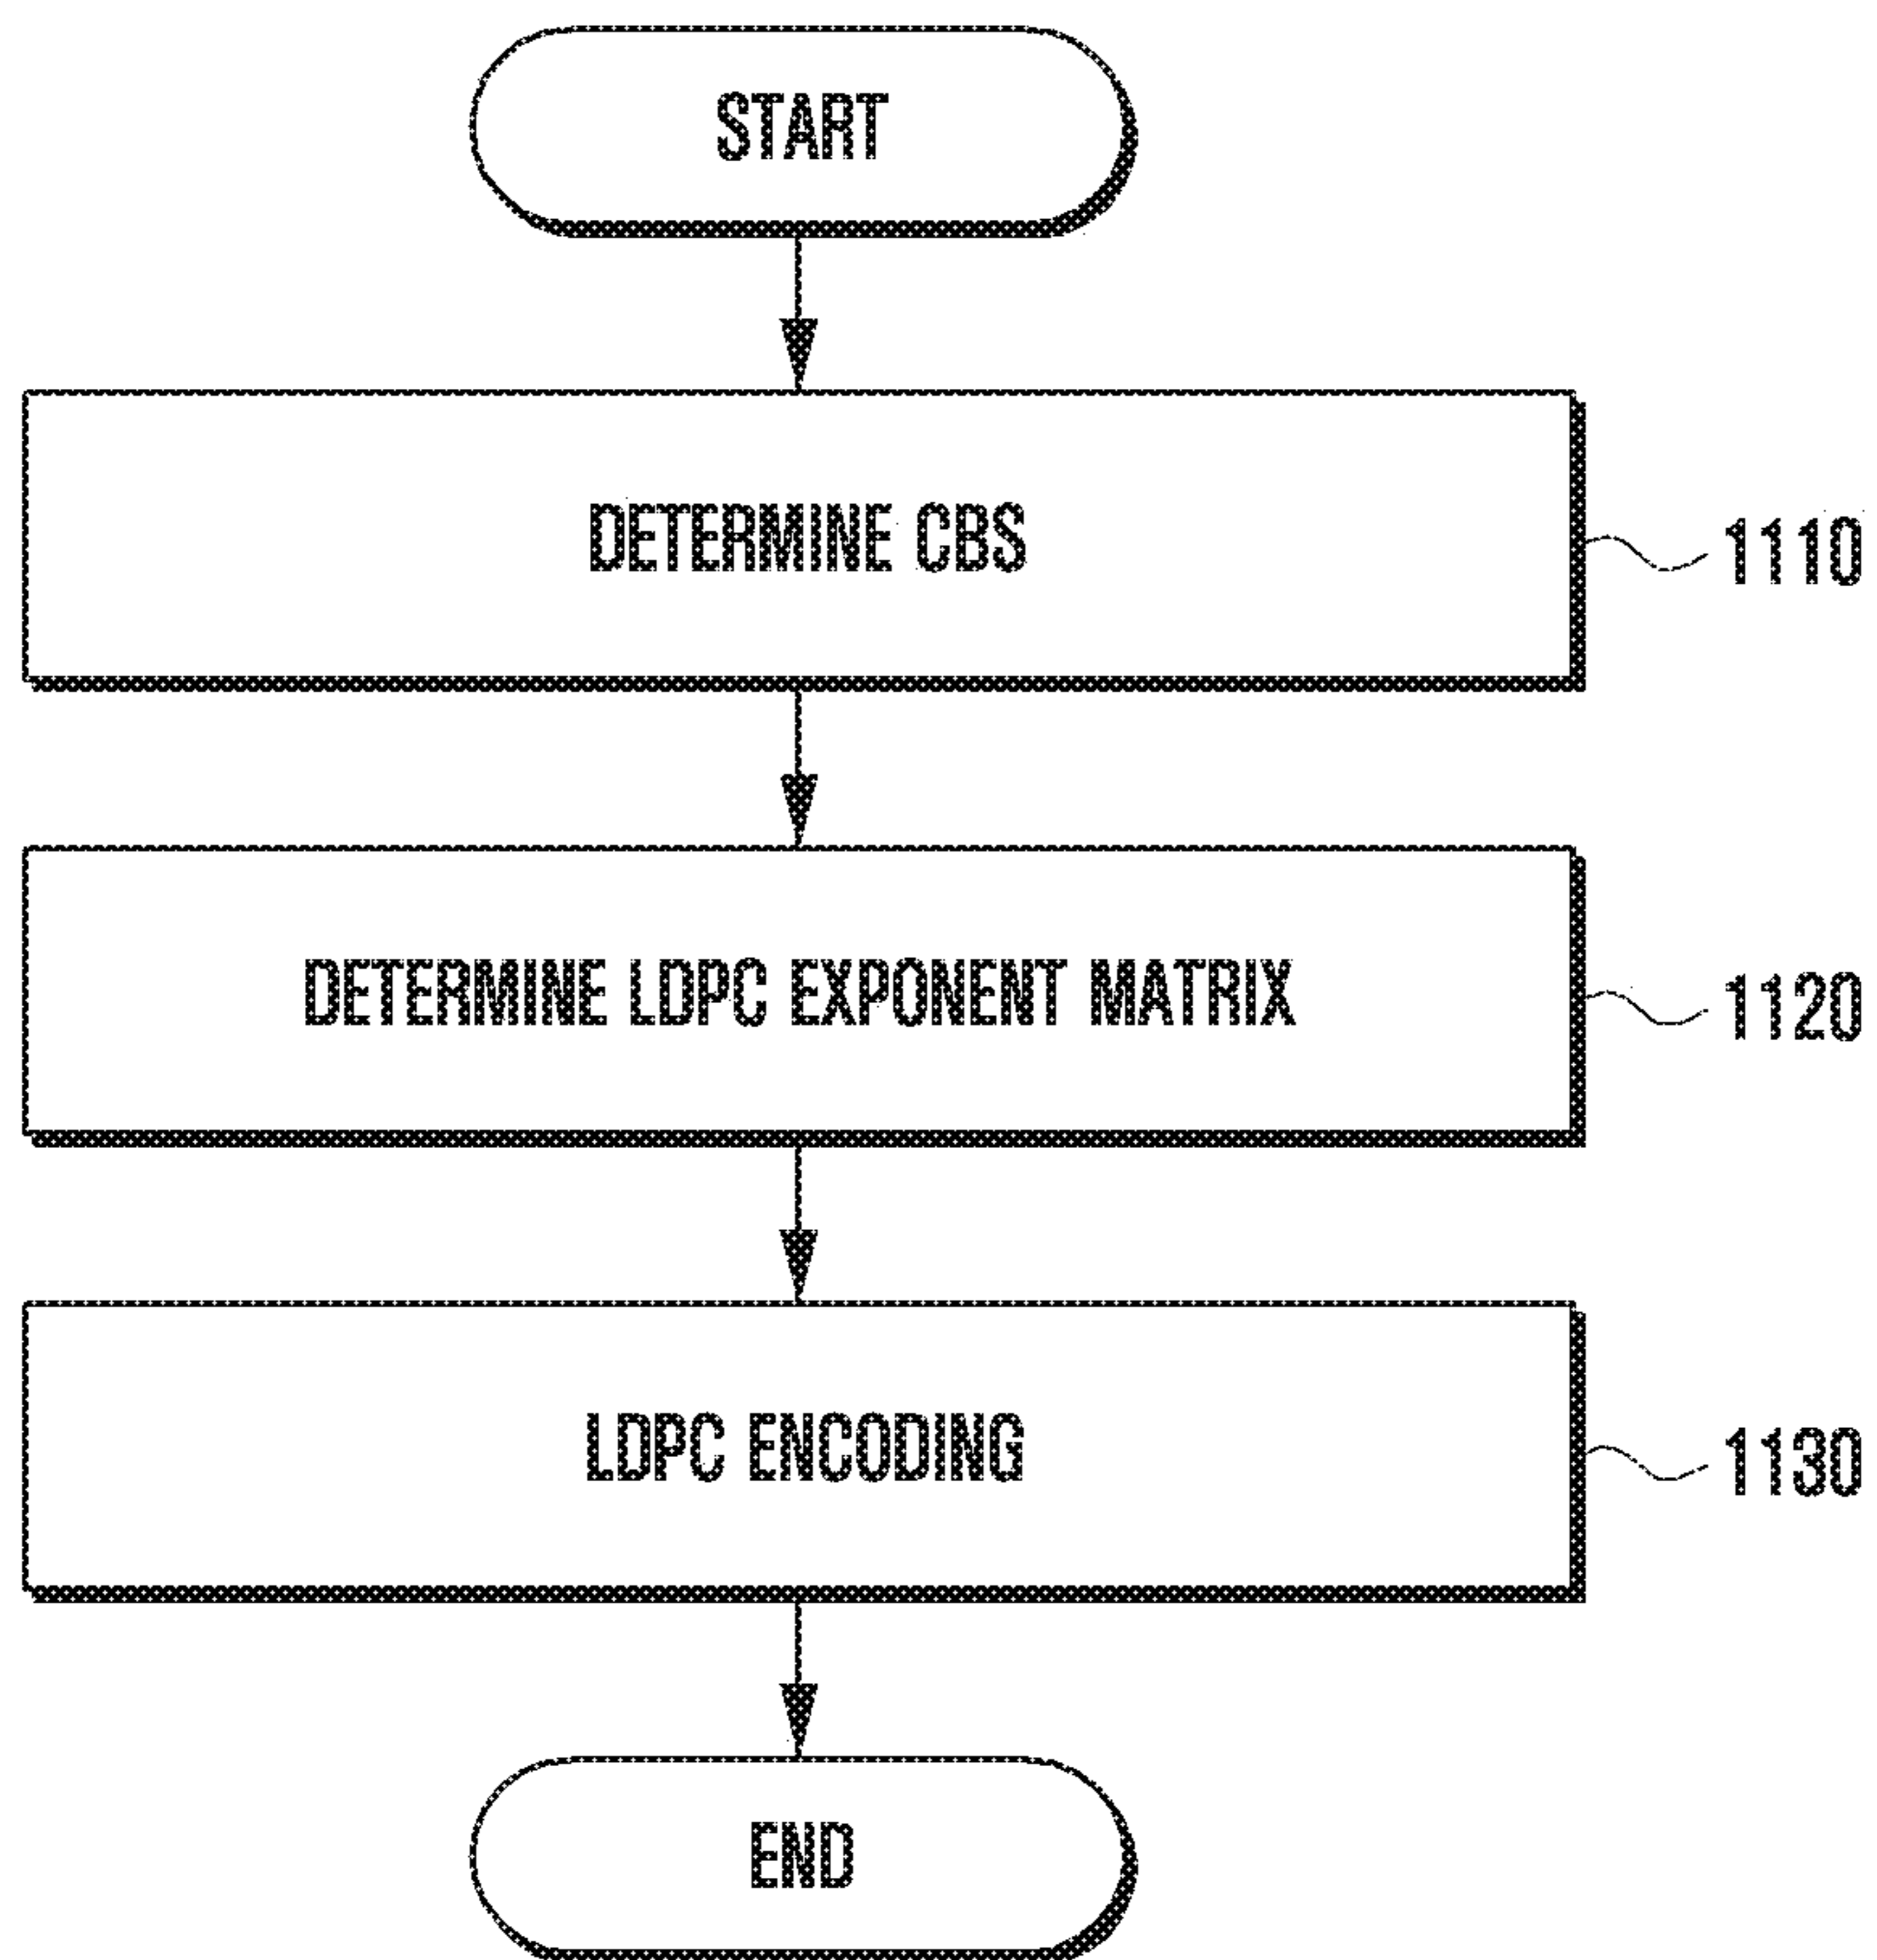 START
DETERMINE CBS
1110
DETERMINE LDPC EXPONENT MATRIX
1120
LDPC ENCODING
1130
END